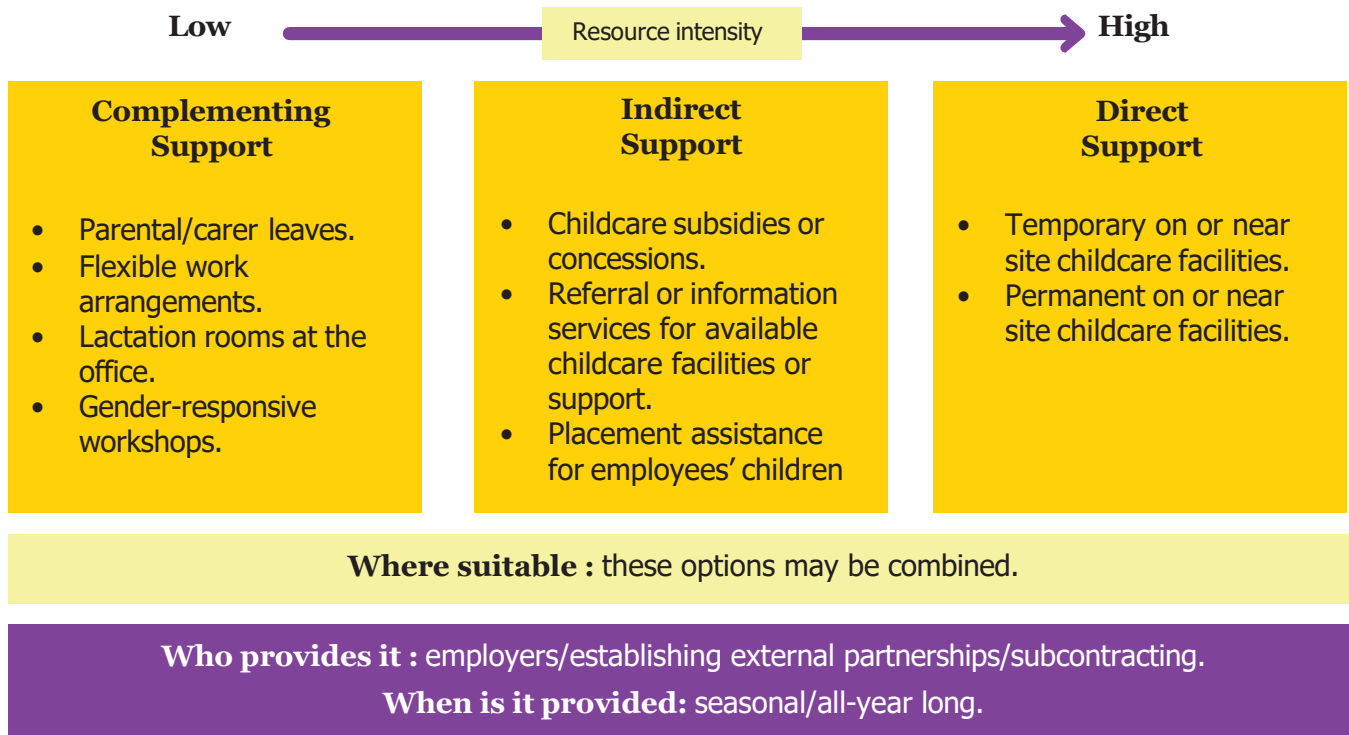 Low
Resource intensity
High
Complementing
Support
• Parental/carer leaves.
• Flexible work
arrangements.
• Lactation rooms at the
office.
• Gender-responsive
workshops.
Indirect
Support
• Childcare subsidies or
concessions.
• Referral or information
services for available
childcare facilities or
support.
• Placement assistance
for employees’ children
Direct
Support
• Temporary on or near
site childcare facilities.
• Permanent on or near
site childcare facilities.
Where suitable : these options may be combined.
Who provides it : employers/establishing external partnerships/subcontracting.
When is it provided: seasonal/all-year long.